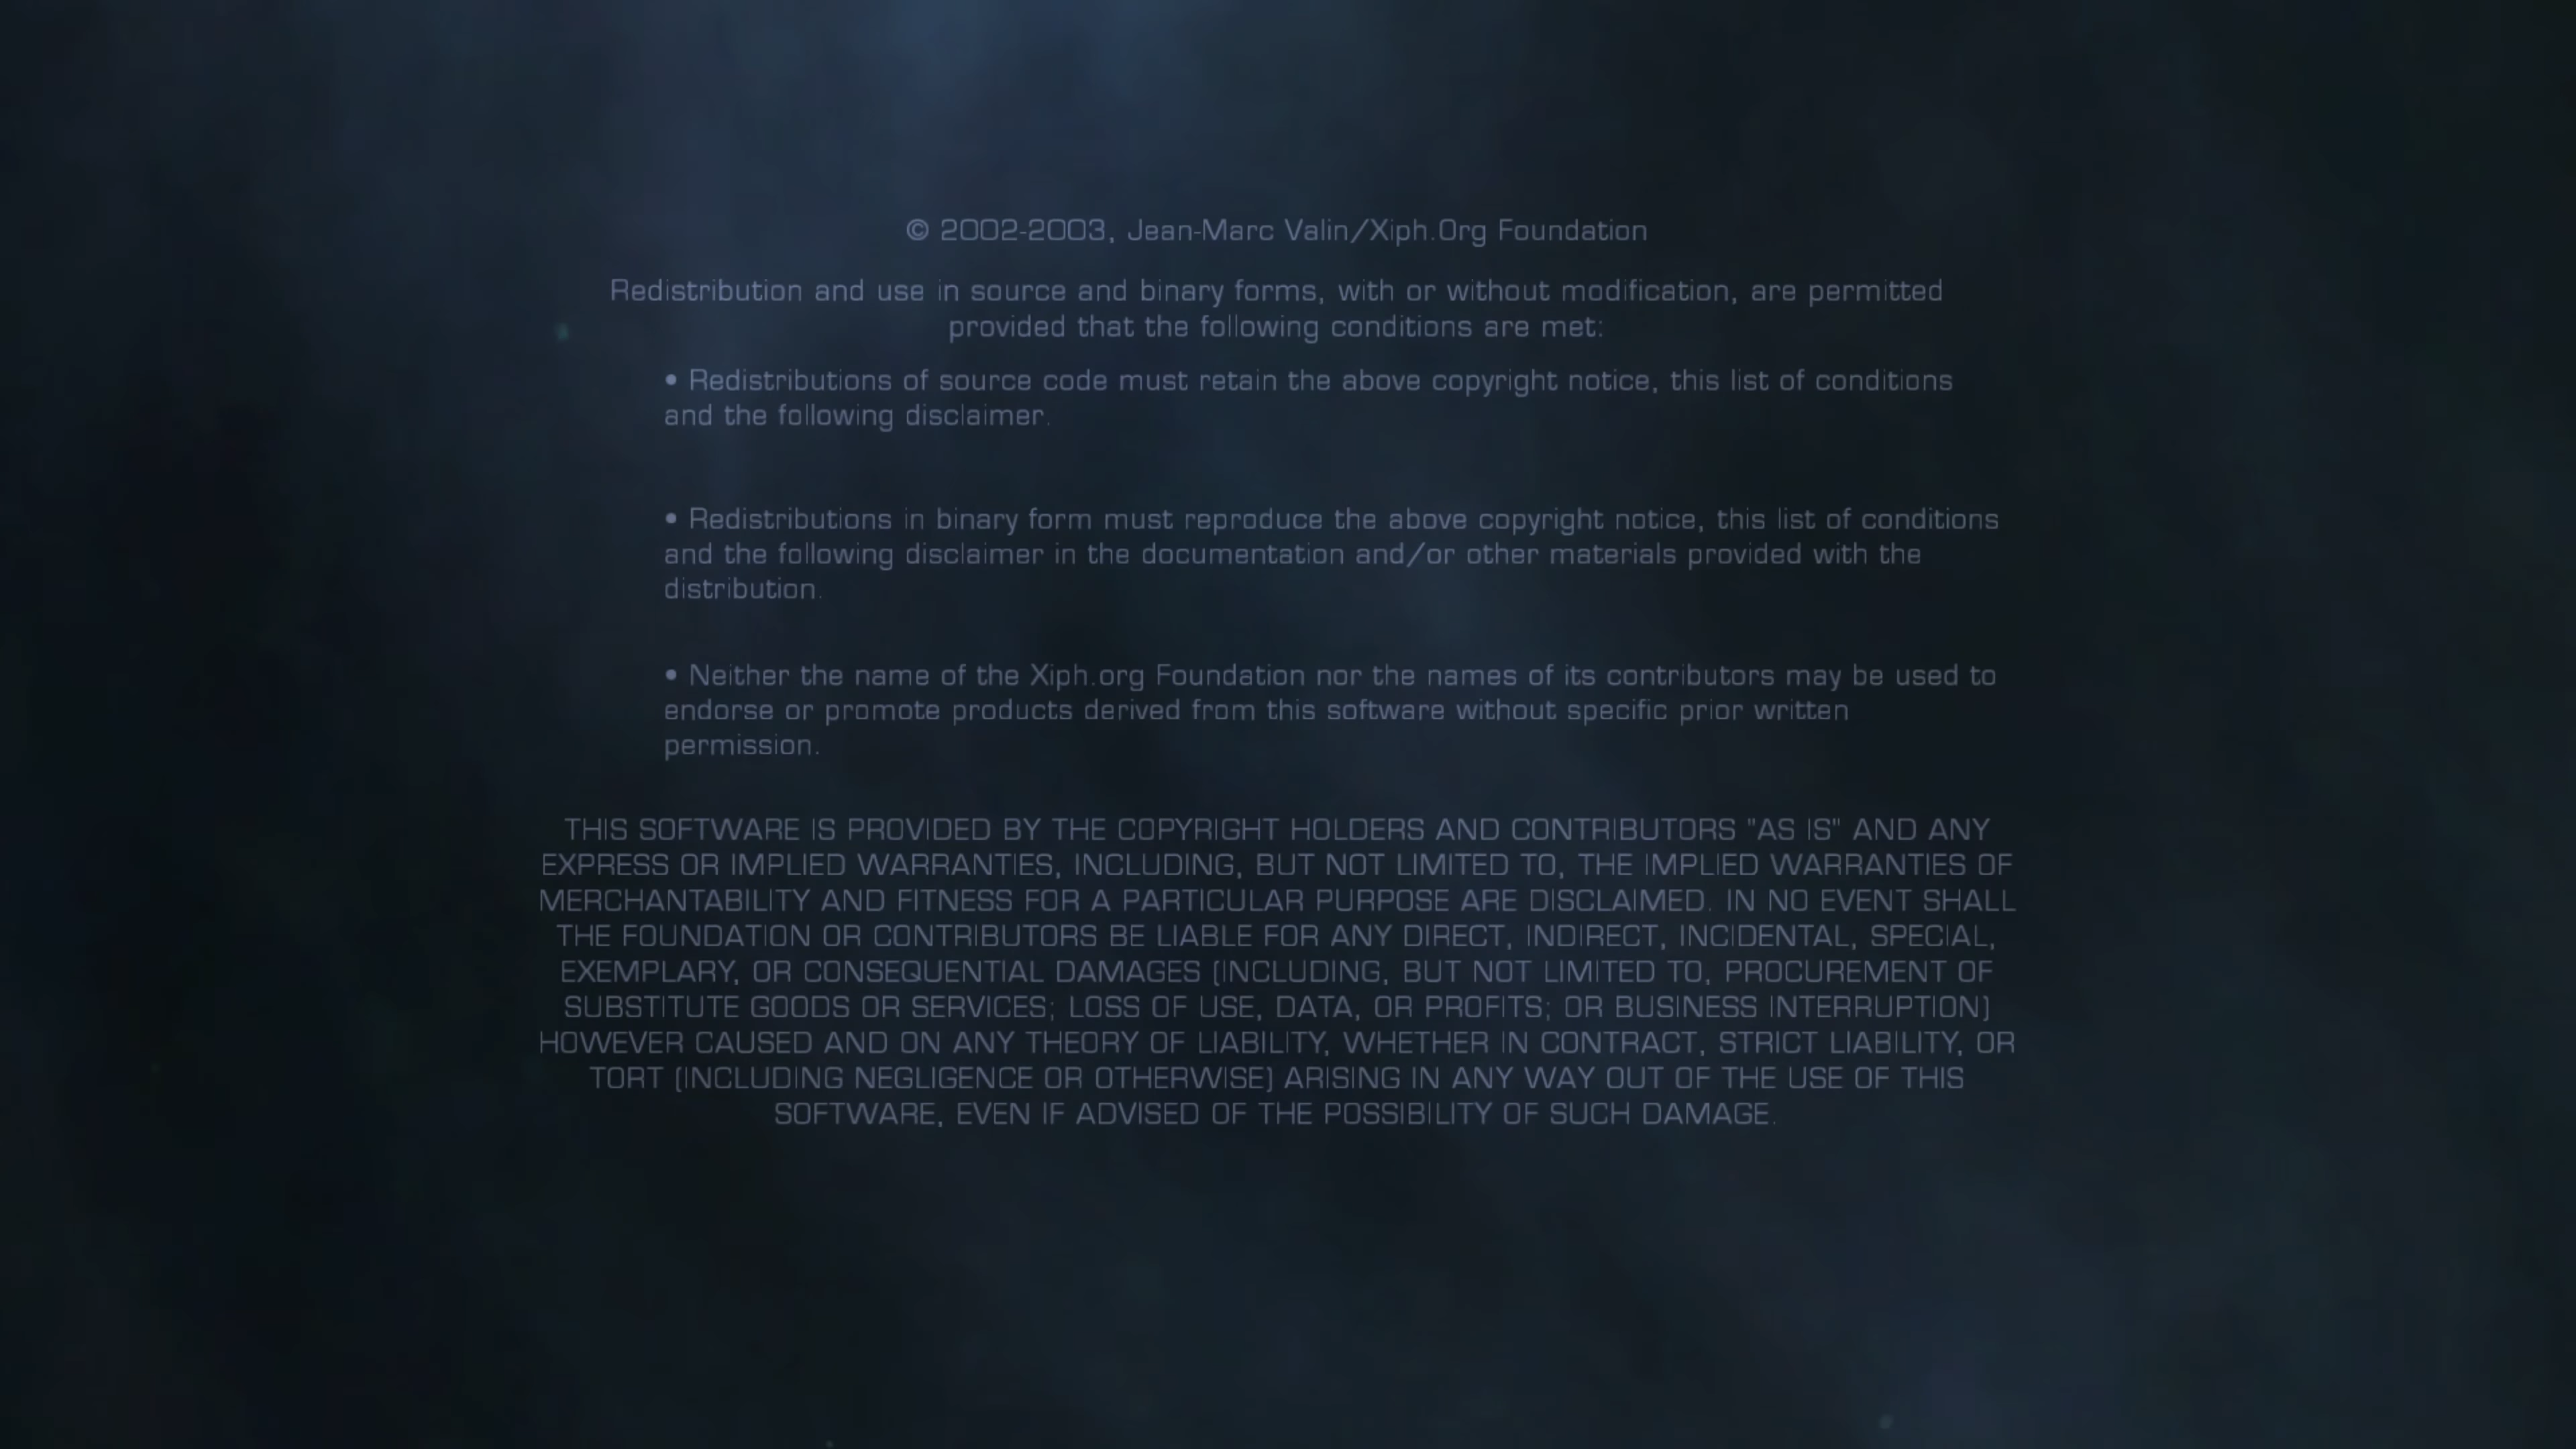 © 2002-2003, Jean-Marc Valin/Xiph.Org Foundation
Redistribution and use in source and binary forms, with or without modification, are permitted
provided that the following conditions are met:
• Redistributions of source code must retain the above copyright notice, this list of conditions
and the following disclaimer.
• Redistributions in binary form must reproduce the above copyright notice, this list of conditions
and the following disclaimer in the documentation and/or other materials provided with the
distribution.
• Neither the name of the Xiph.org Foundation nor the names of its contributors may be used to
endorse or promote products derived from this software without specific prior written
permission.
THIS SOFTWARE IS PROVIDED BY THE COPYRIGHT HOLDERS AND CONTRIBUTORS "AS IS" AND ANY
EXPRESS OR IMPLIED WARRANTIES, INCLUDING, BUT NOT LIMITED TO, THE IMPLIED WARRANTIES OF
MERCHANTABILITY AND FITNESS FOR A PARTICULAR PURPOSE ARE DISCLAIMED. IN NO EVENT SHALL
THE FOUNDATION OR CONTRIBUTORS BE LIABLE FOR ANY DIRECT, INDIRECT, INCIDENTAL, SPECIAL,
EXEMPLARY, OR CONSEQUENTIAL DAMAGES (INCLUDING, BUT NOT LIMITED TO, PROCUREMENT OF
SUBSTITUTE GOODS OR SERVICES; LOSS OF USE, DATA, OR PROFITS; OR BUSINESS INTERRUPTION)
HOWEVER CAUSED AND ON ANY THEORY OF LIABILITY, WHETHER IN CONTRACT, STRICT LIABILITY, OR
TORT (INCLUDING NEGLIGENCE OR OTHERWISE) ARISING IN ANY WAY OUT OF THE USE OF THIS
SOFTWARE, EVEN IF ADVISED OF THE POSSIBILITY OF SUCH DAMAGE.